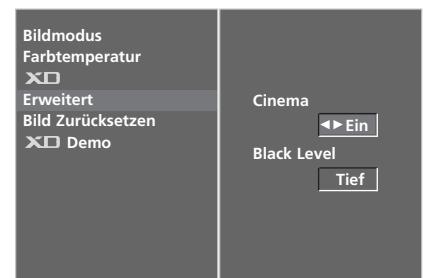 Bildmodus
Farbtemperatur
XD
Erweitert
Bild Zurücksetzen
XD Demo
Cinema
◄► Ein
Black Level
Tief